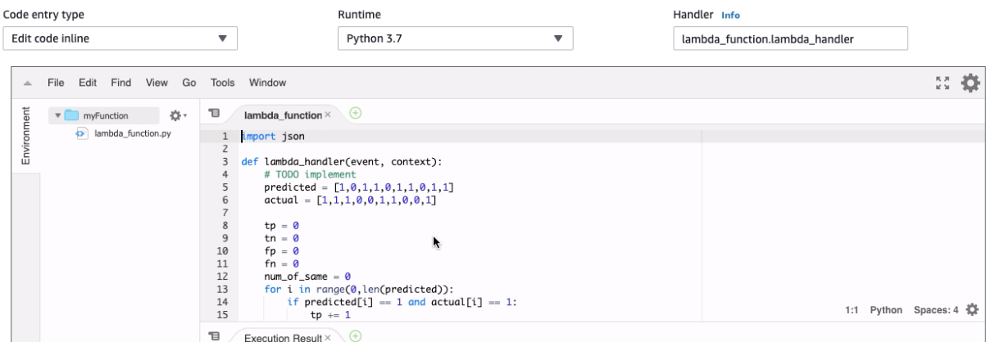 Code entry type Runtime Handler Info
Edit code inline Python 3.7 lambda_function.lambda_handler
File Edit Find View Go Tools Window
Environment
myFunction
lambda_function.py
lambda_function
1 import json
2
3 def lambda_handler(event, context):
4     # TODO implement
5     predicted = [1,0,1,1,0,1,1,0,1,1]
6     actual = [1,1,1,0,0,1,1,0,0,1]
7
8     tp = 0
9     tn = 0
10     fp = 0
11     fn = 0
12     num_of_same = 0
13     for i in range(0,len(predicted)):
14         if predicted[i] == 1 and actual[i] == 1:
15             tp += 1
1:1 Python Spaces: 4
Execution Result